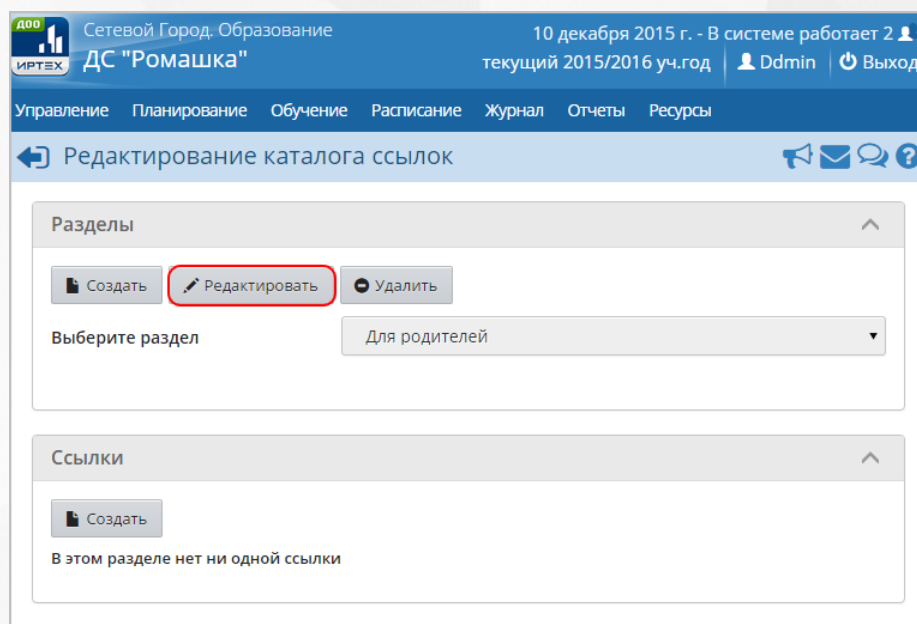 ДОО
ИРТЕХ
Сетевой Город. Образование
ДС "Ромашка"
10 декабря 2015 г. - В системе работает 2
текущий 2015/2016 уч.год Ddmin Выход
Управление Планирование Обучение Расписание Журнал Отчеты Ресурсы
Редактирование каталога ссылок
Разделы
Создать Редактировать Удалить
Выберите раздел Для родителей
Ссылки
Создать
В этом разделе нет ни одной ссылки